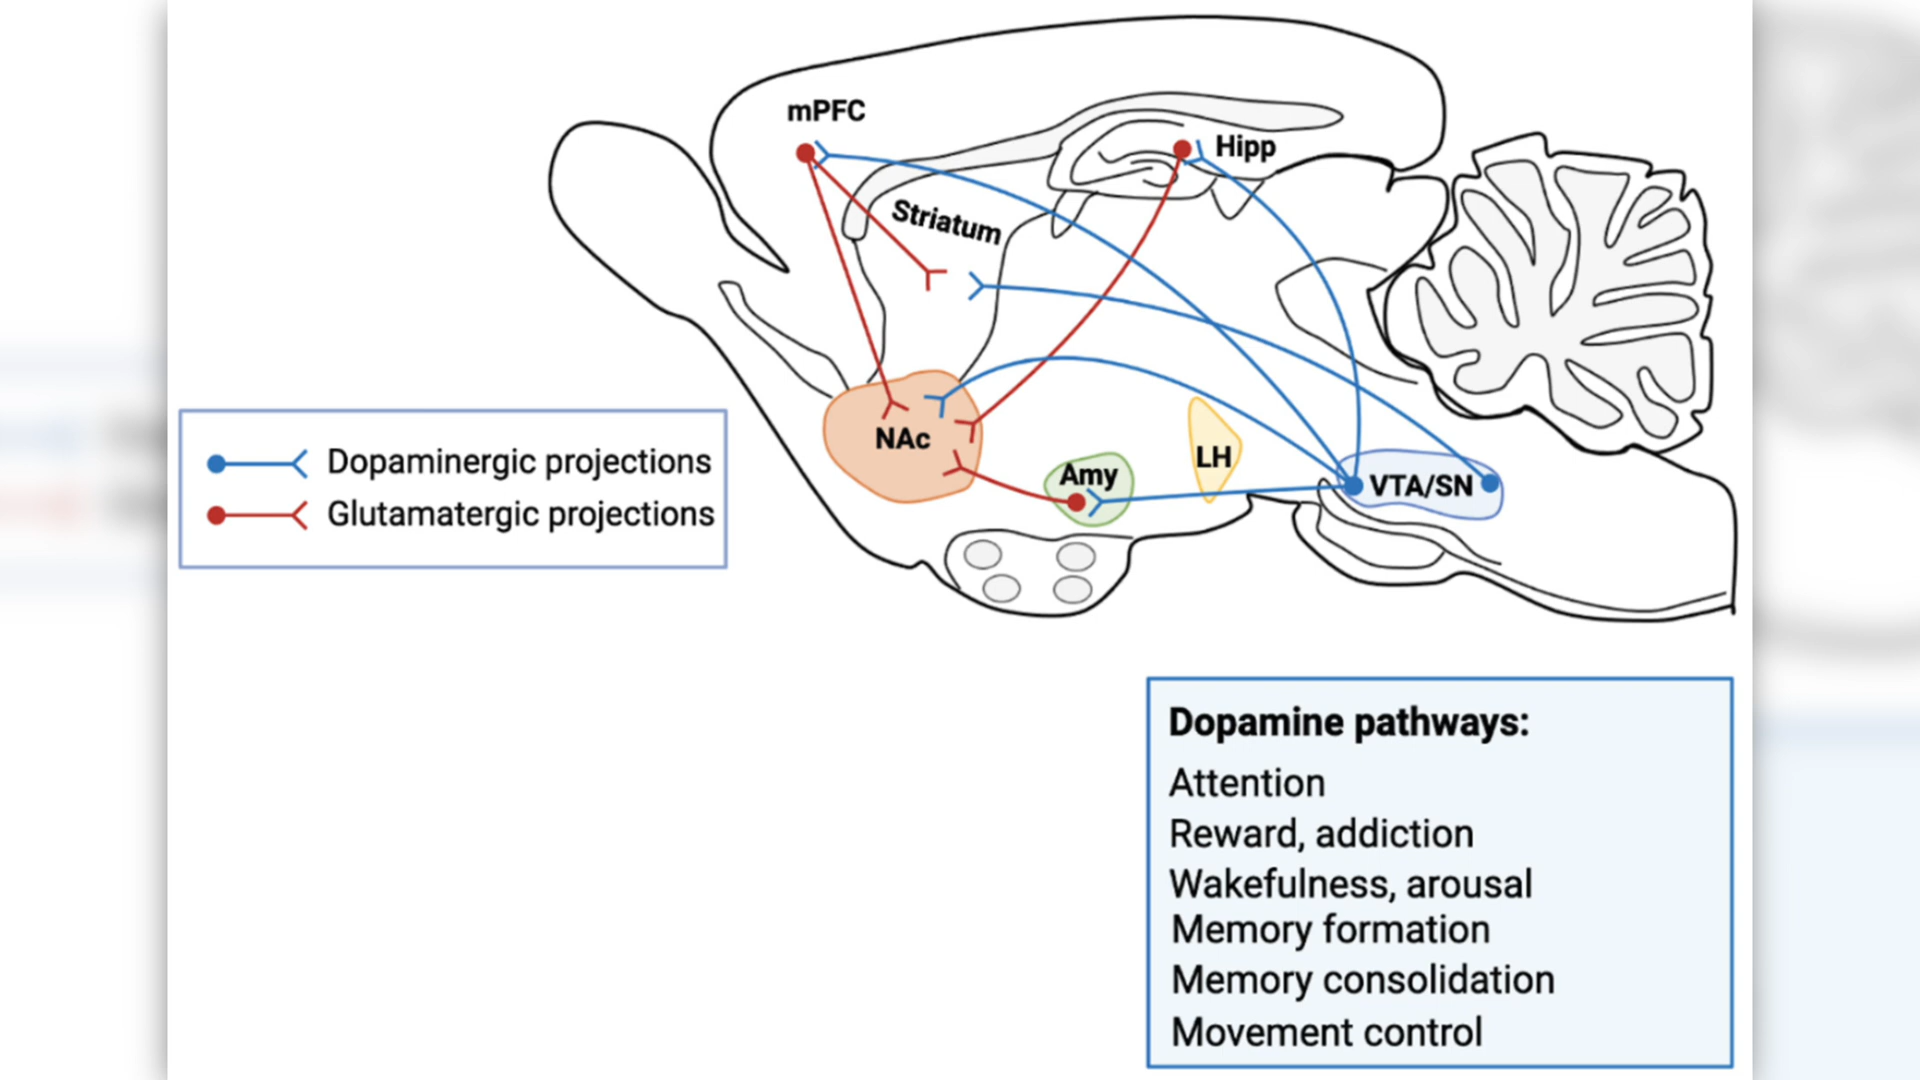 mPFC
Hipp
Striatum
NAc
Amy
LH
VTA/SN
Dopaminergic projections
Glutamatergic projections
Dopamine pathways:
Attention
Reward, addiction
Wakefulness, arousal
Memory formation
Memory consolidation
Movement control